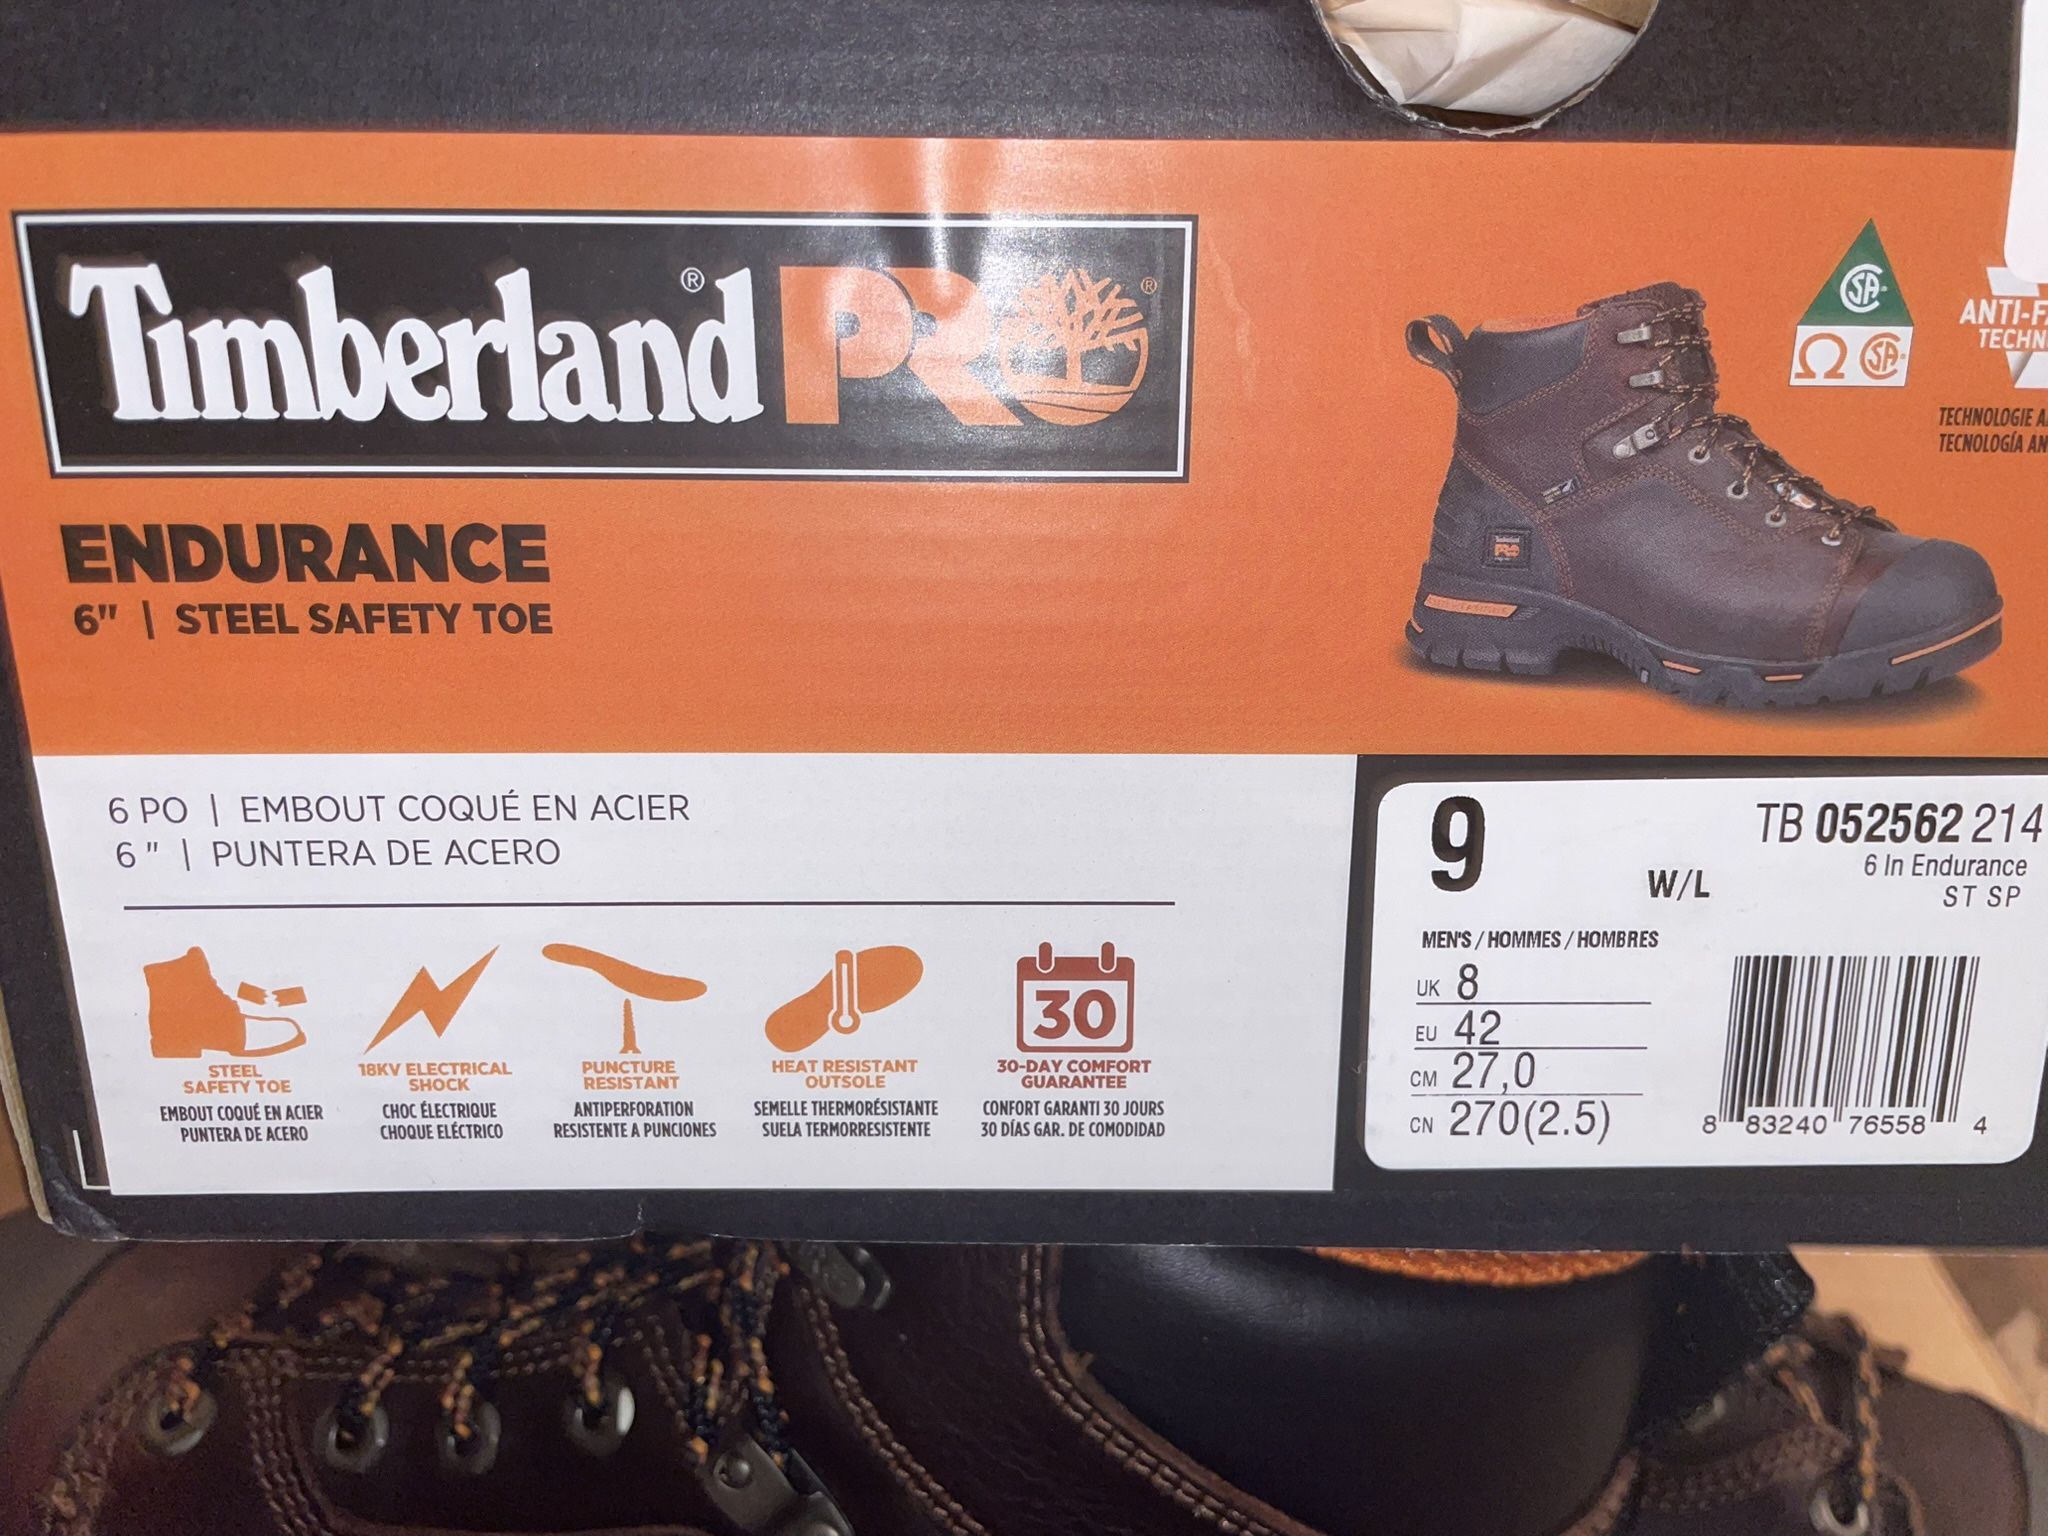 Timberland® PRO®
ENDURANCE
6" | STEEL SAFETY TOE
CSA
Ω CSA
ANTI-
TECHNOLOGIE
TECNOLOGÍA
6 PO | EMBOUT COQUÉ EN ACIER
6" | PUNTERA DE ACERO
STEEL
SAFETY TOE
EMBOUT COQUÉ EN ACIER
PUNTERA DE ACERO
18KV ELECTRICAL
SHOCK
CHOC ÉLECTRIQUE
CHOQUE ELÉCTRICO
PUNCTURE
RESISTANT
ANTIPERFORATION
RESISTENTE A PUNCIONES
HEAT RESISTANT
OUTSOLE
SEMELLE THERMORÉSISTANTE
SUELA TERMORRESISTENTE
30
30-DAY COMFORT
GUARANTEE
CONFORT GARANTI 30 JOURS
30 DÍAS GAR. DE COMODIDAD
9
W/L
TB 052562 214
6 In Endurance
ST SP
MEN'S / HOMMES / HOMBRES
UK 8
EU 42
CM 27,0
CN 270(2.5)
8 83240 76558 4